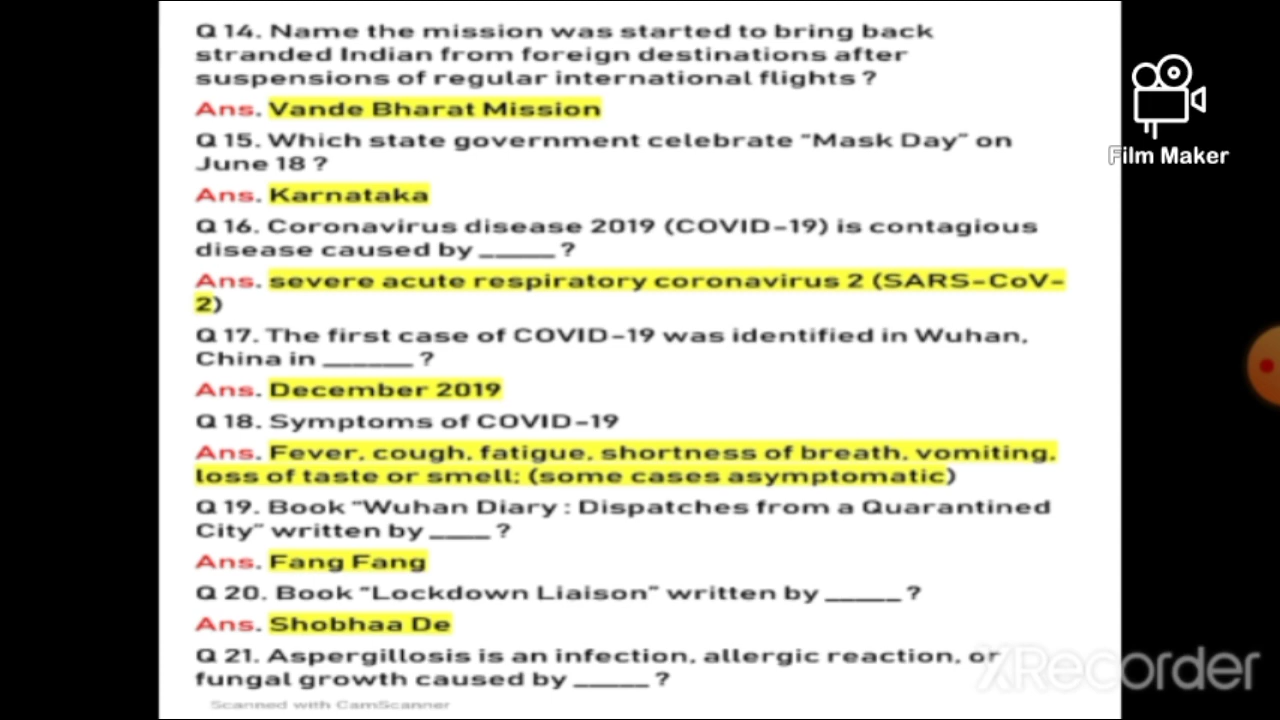 Q 14. Name the mission was started to bring back
stranded Indian from foreign destinations after
suspensions of regular international flights ?
Ans. Vande Bharat Mission
Q 15. Which state government celebrate “Mask Day” on
June 18 ?
Ans. Karnataka
Q 16. Coronavirus disease 2019 (COVID-19) is contagious
disease caused by _____ ?
Ans. severe acute respiratory coronavirus 2 (SARS-CoV-
2)
Q 17. The first case of COVID-19 was identified in Wuhan,
China in ______ ?
Ans. December 2019
Q 18. Symptoms of COVID-19
Ans. Fever, cough, fatigue, shortness of breath, vomiting,
loss of taste or smell; (some cases asymptomatic)
Q 19. Book “Wuhan Diary : Dispatches from a Quarantined
City” written by ____ ?
Ans. Fang Fang
Q 20. Book “Lockdown Liaison” written by _____ ?
Ans. Shobhaa De
Q 21. Aspergillosis is an infection, allergic reaction, or
fungal growth caused by _____ ?
Scanned with CamScanner
Film Maker
XRecorder